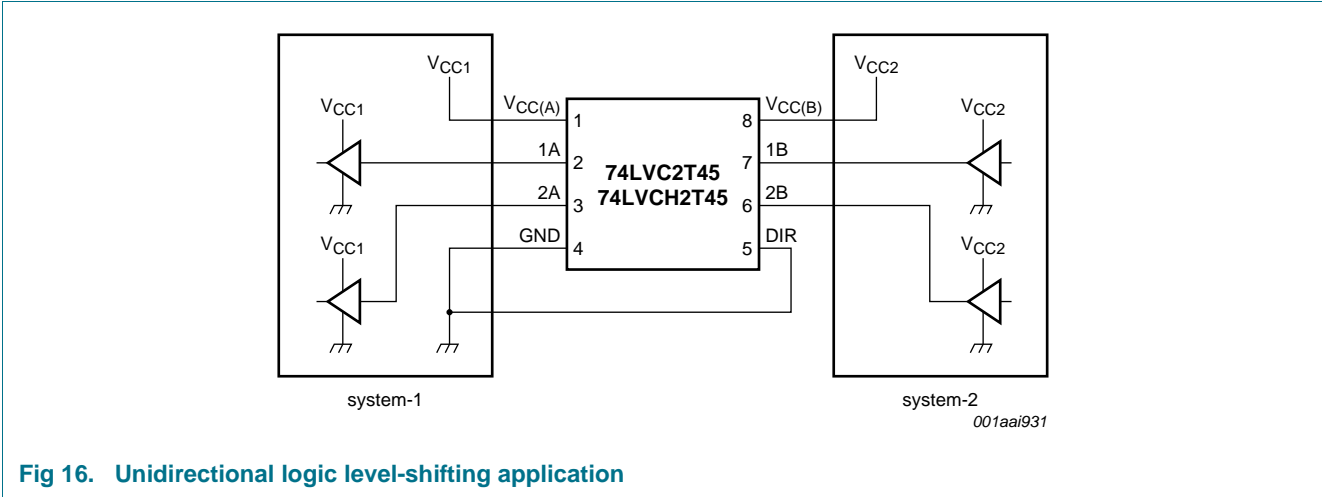 VCC1
VCC2
VCC1
VCC(A)
1
8
VCC(B)
VCC2
1A
2
74LVC2T45
7
1B
74LVCH2T45
2A
3
6
2B
VCC1
GND
4
5
DIR
VCC2
system-1
system-2
001aai931
Fig 16. Unidirectional logic level-shifting application